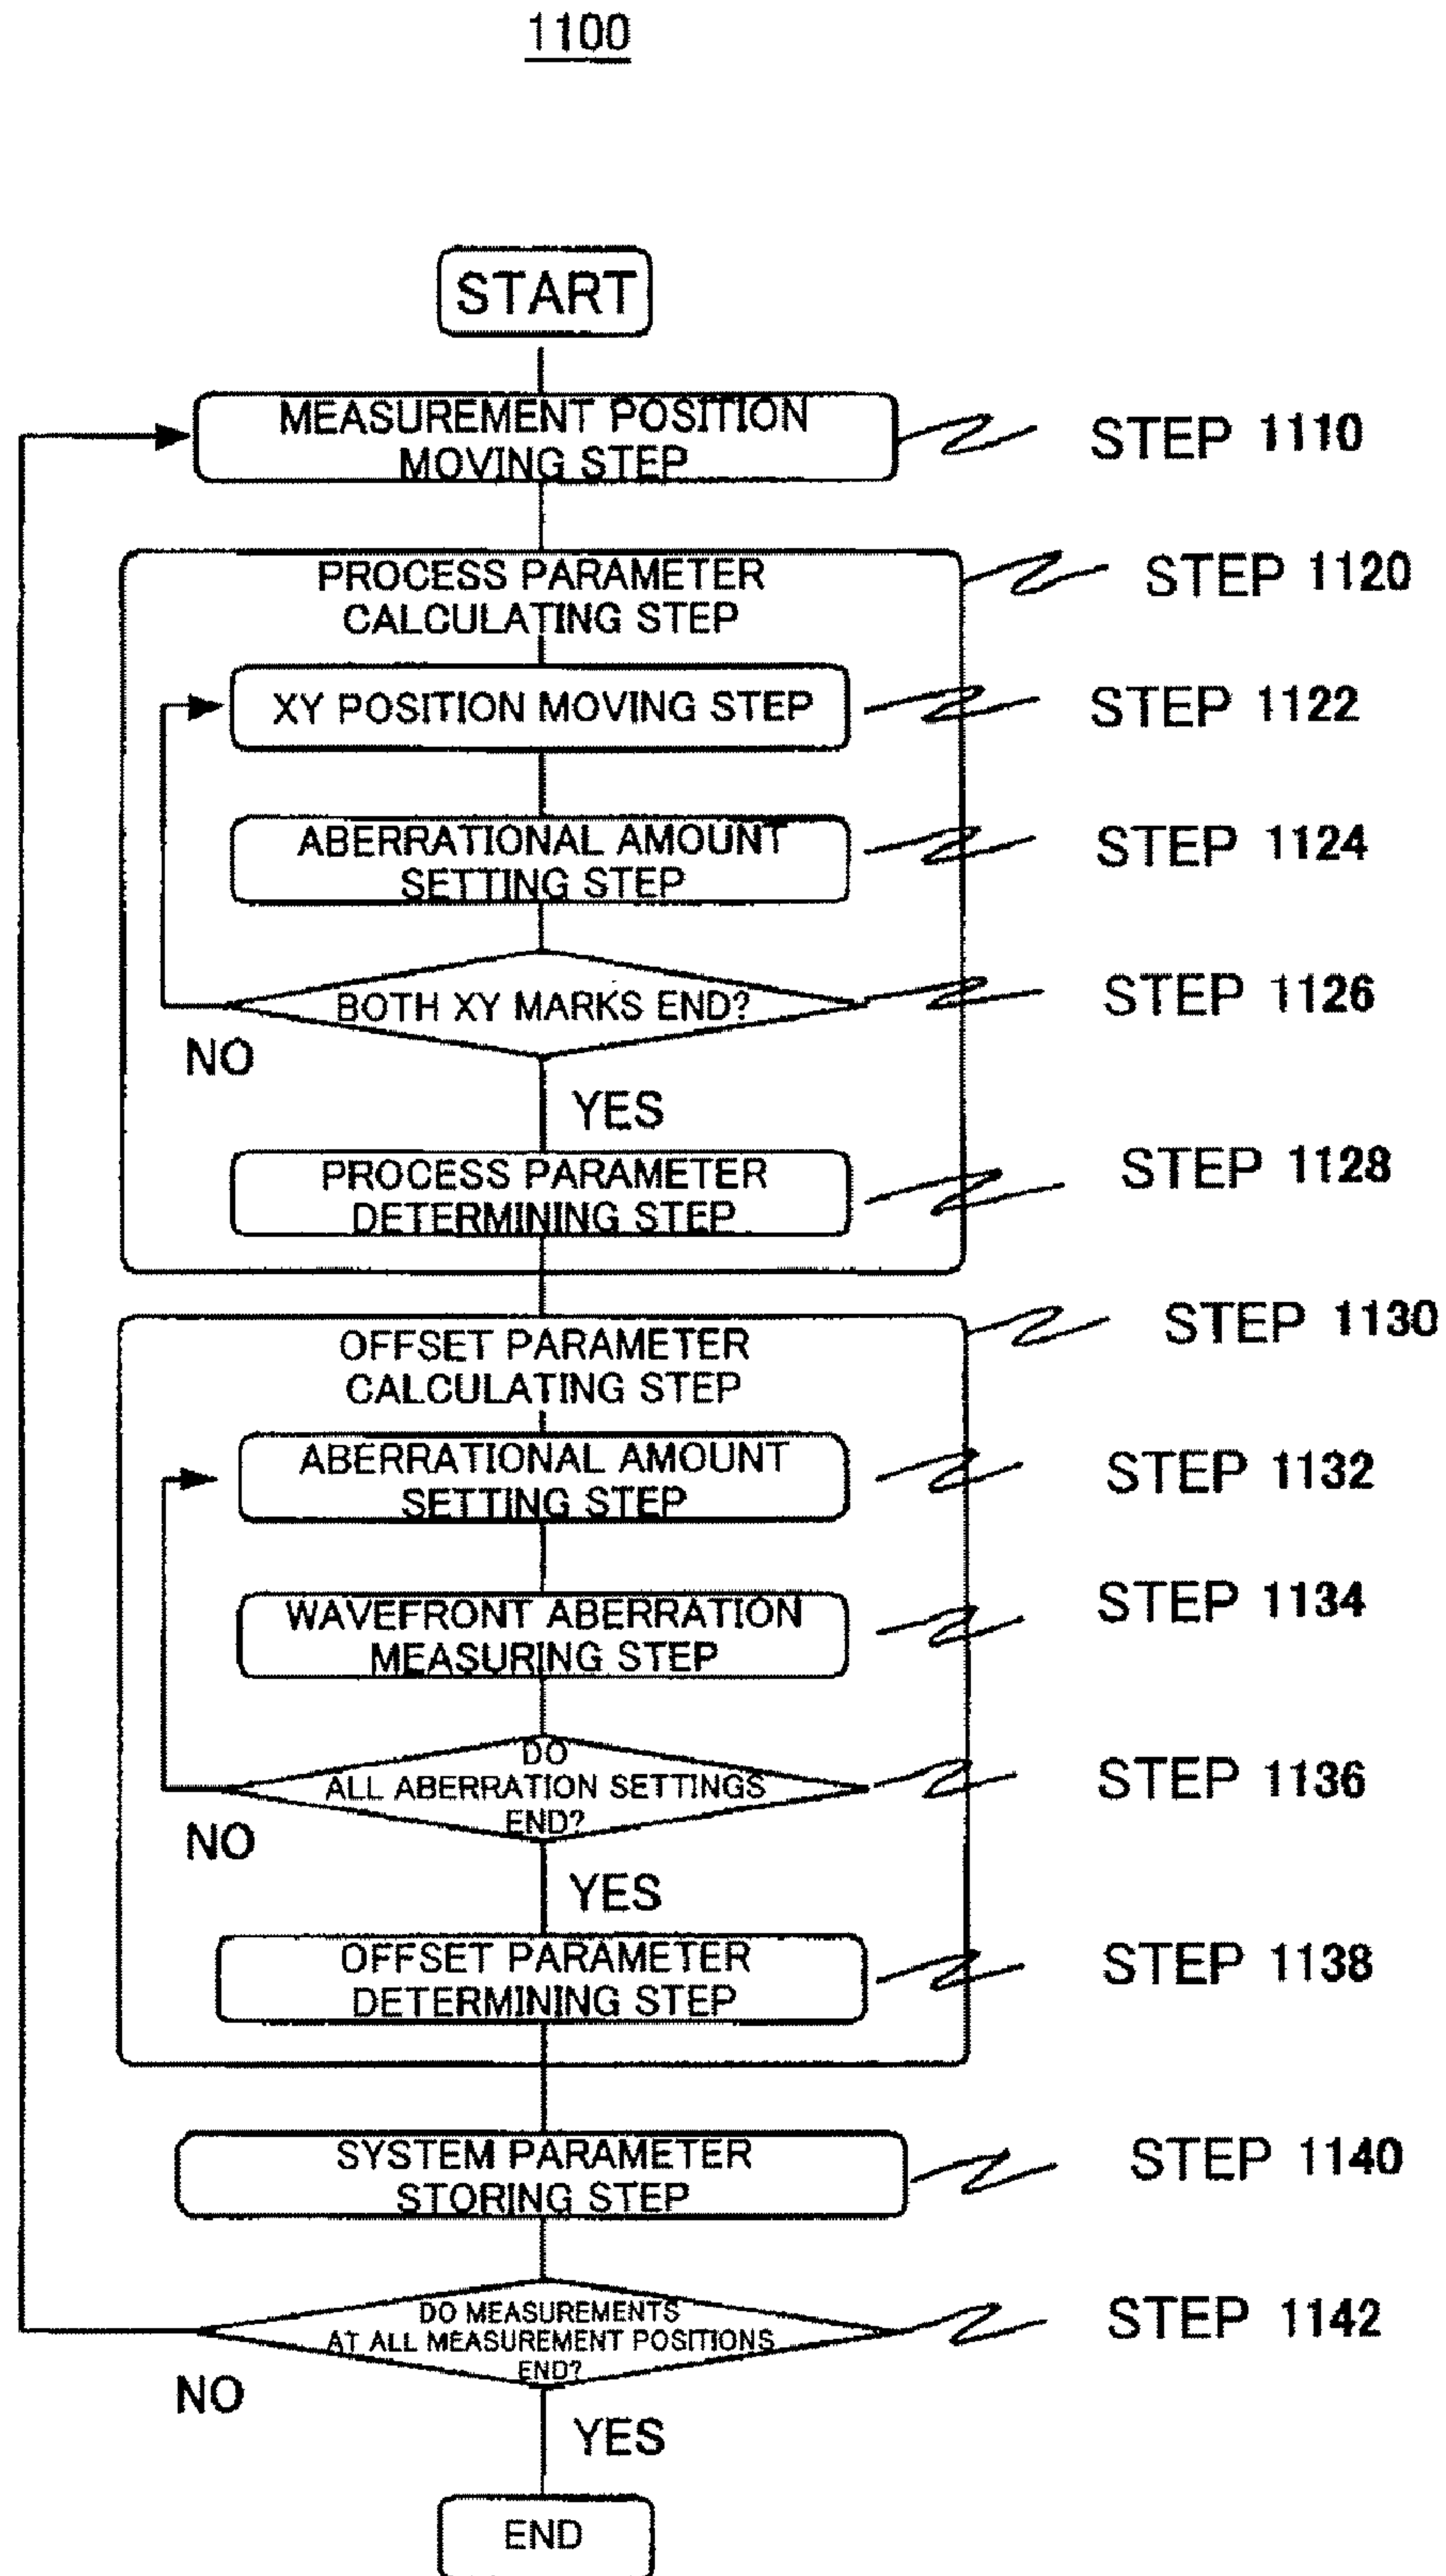 1100
START
MEASUREMENT POSITION
MOVING STEP
STEP 1110
PROCESS PARAMETER
CALCULATING STEP
STEP 1120
XY POSITION MOVING STEP
STEP 1122
ABERRATIONAL AMOUNT
SETTING STEP
STEP 1124
BOTH XY MARKS END?
STEP 1126
NO
YES
PROCESS PARAMETER
DETERMINING STEP
STEP 1128
OFFSET PARAMETER
CALCULATING STEP
STEP 1130
ABERRATIONAL AMOUNT
SETTING STEP
STEP 1132
WAVEFRONT ABERRATION
MEASURING STEP
STEP 1134
DO
ALL ABERRATION SETTINGS
END?
STEP 1136
NO
YES
OFFSET PARAMETER
DETERMINING STEP
STEP 1138
SYSTEM PARAMETER
STORING STEP
STEP 1140
DO MEASUREMENTS
AT ALL MEASUREMENT POSITIONS
END?
STEP 1142
NO
YES
END